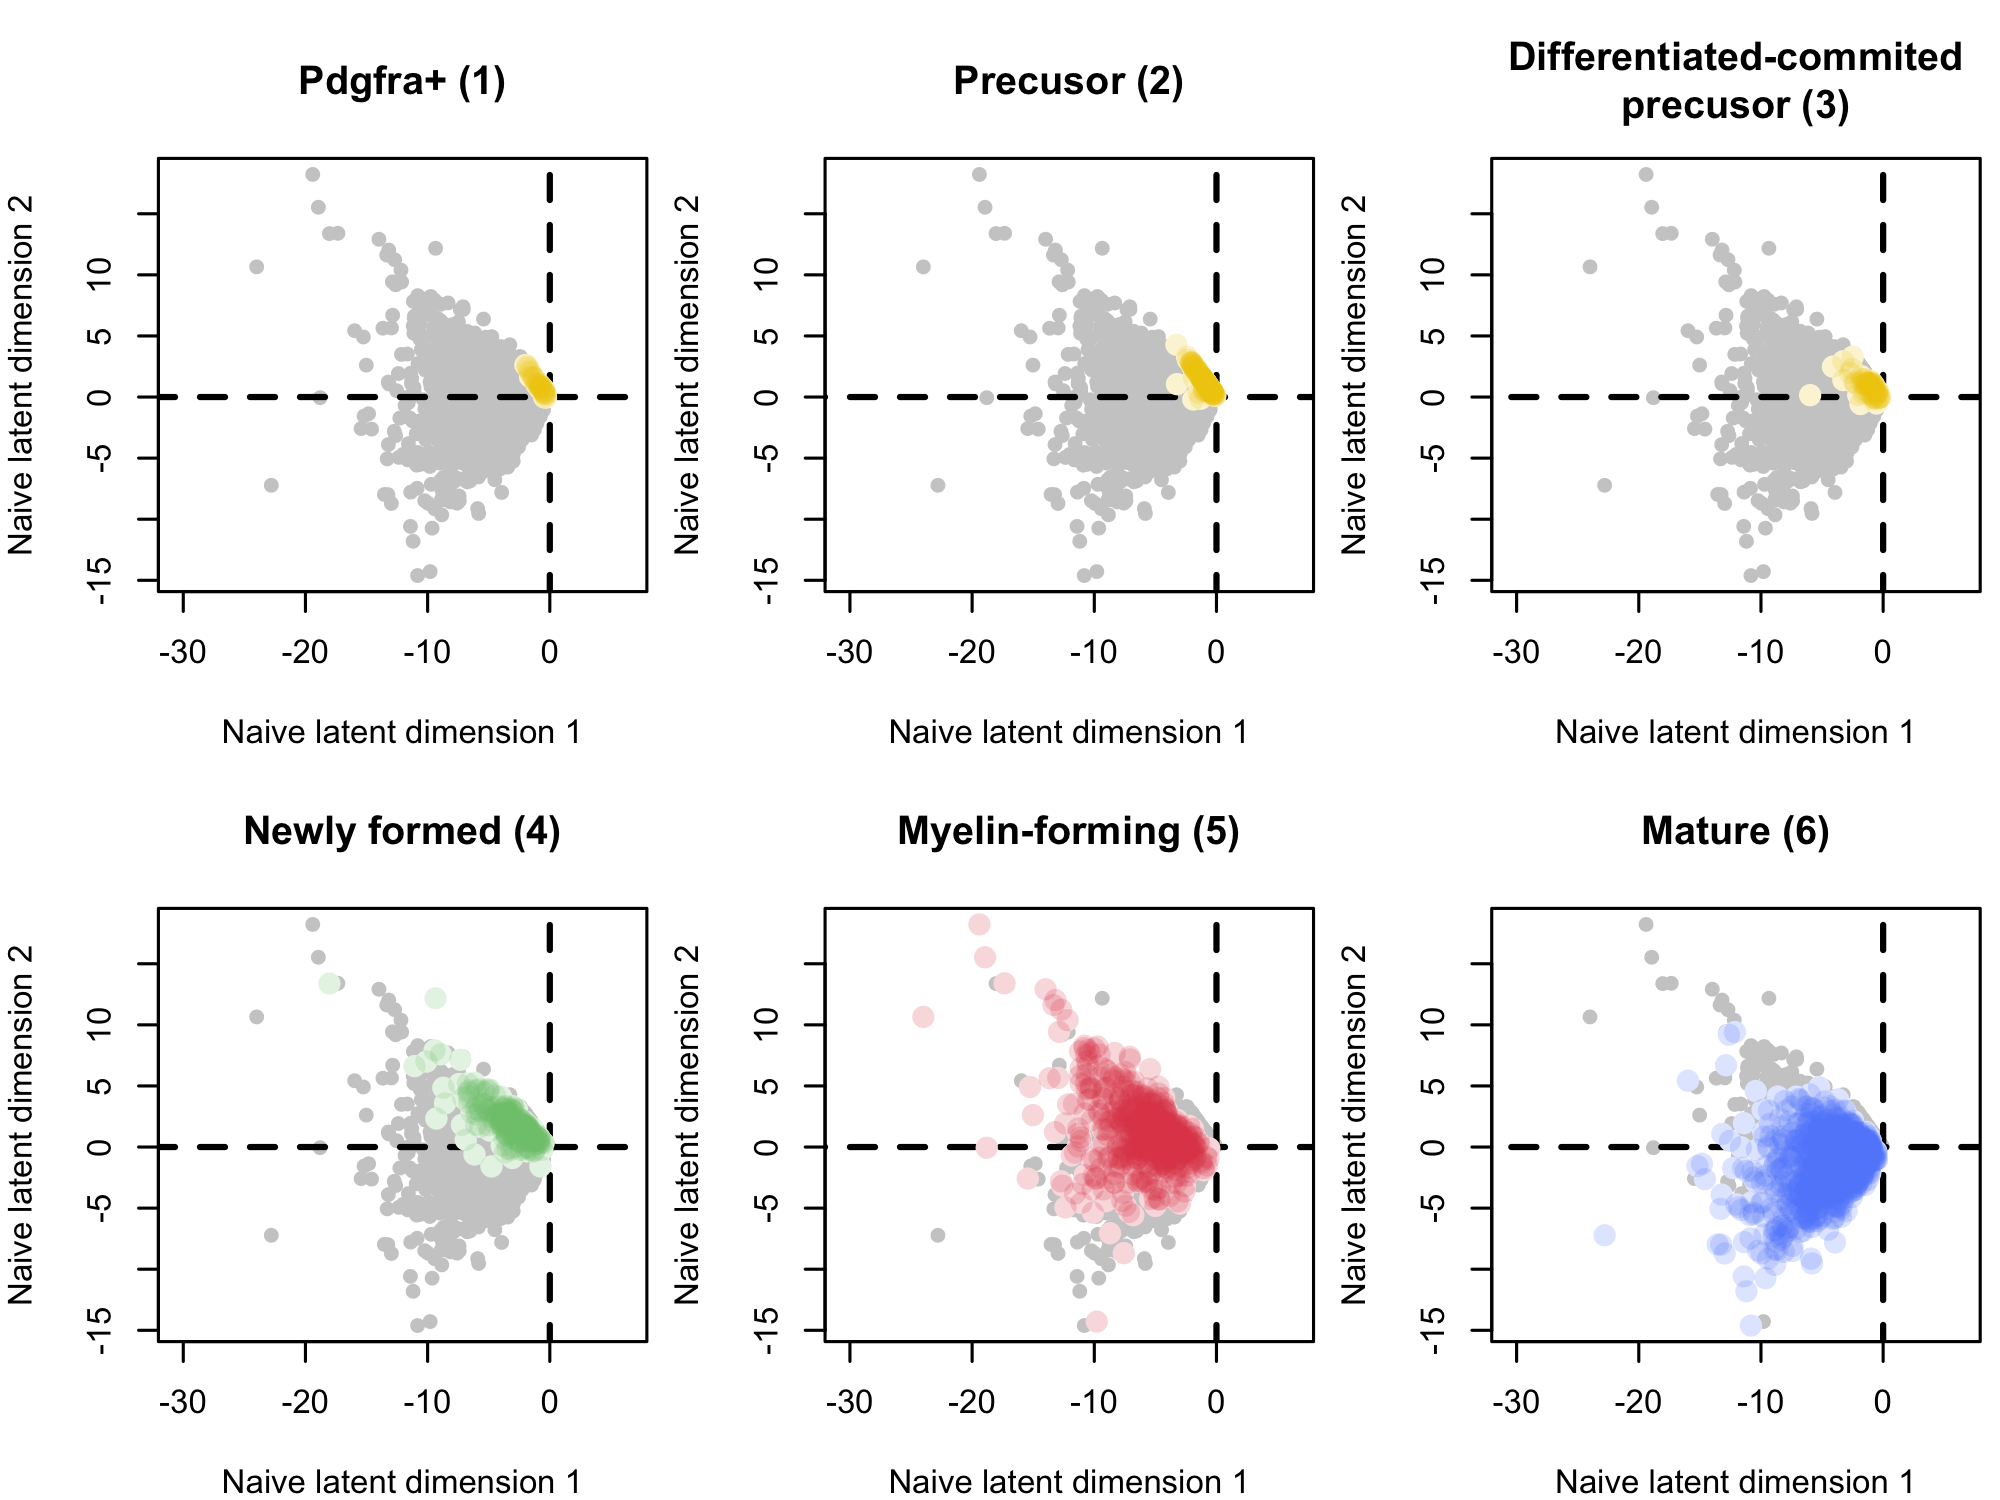 Pdgfra+ (1)
Naive latent dimension 2
10
5
0
-5
-15
-30
-20
-10
0
Naive latent dimension 1
Precusor (2)
Naive latent dimension 2
10
5
0
-5
-15
-30
-20
-10
0
Naive latent dimension 1
Differentiated-commited
precusor (3)
Naive latent dimension 2
10
5
0
-5
-15
-30
-20
-10
0
Naive latent dimension 1
Newly formed (4)
Naive latent dimension 2
10
5
0
-5
-15
-30
-20
-10
0
Naive latent dimension 1
Myelin-forming (5)
Naive latent dimension 2
10
5
0
-5
-15
-30
-20
-10
0
Naive latent dimension 1
Mature (6)
Naive latent dimension 2
10
5
0
-5
-15
-30
-20
-10
0
Naive latent dimension 1